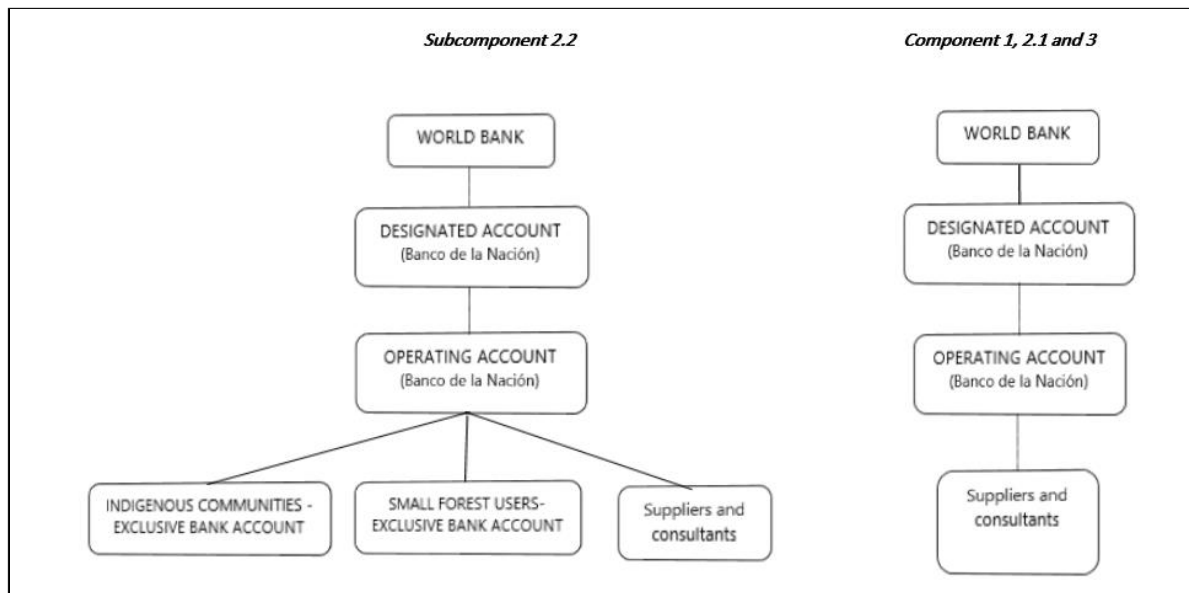 Subcomponent 2.2
WORLD BANK
DESIGNATED ACCOUNT
(Banco de la Nación)
OPERATING ACCOUNT
(Banco de la Nación)
INDIGENOUS COMMUNITIES -
EXCLUSIVE BANK ACCOUNT
SMALL FOREST USERS-
EXCLUSIVE BANK ACCOUNT
Suppliers and
consultants
Component 1, 2.1 and 3
WORLD BANK
DESIGNATED ACCOUNT
(Banco de la Nación)
OPERATING ACCOUNT
(Banco de la Nación)
Suppliers and
consultants